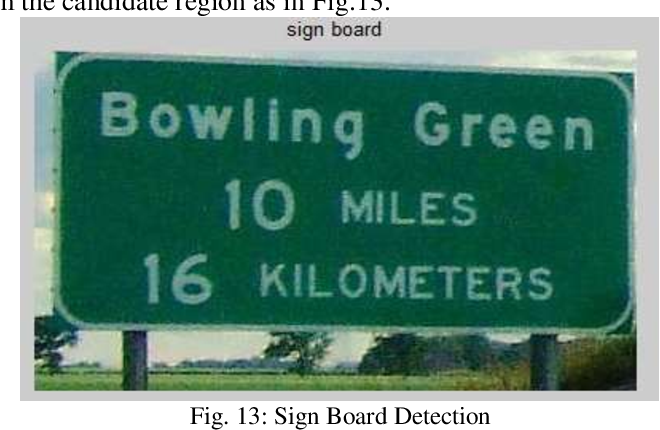 n the candidate region as in Fig.13.
sign board
Bowling Green
10 MILES
16 KILOMETERS
Fig. 13: Sign Board Detection